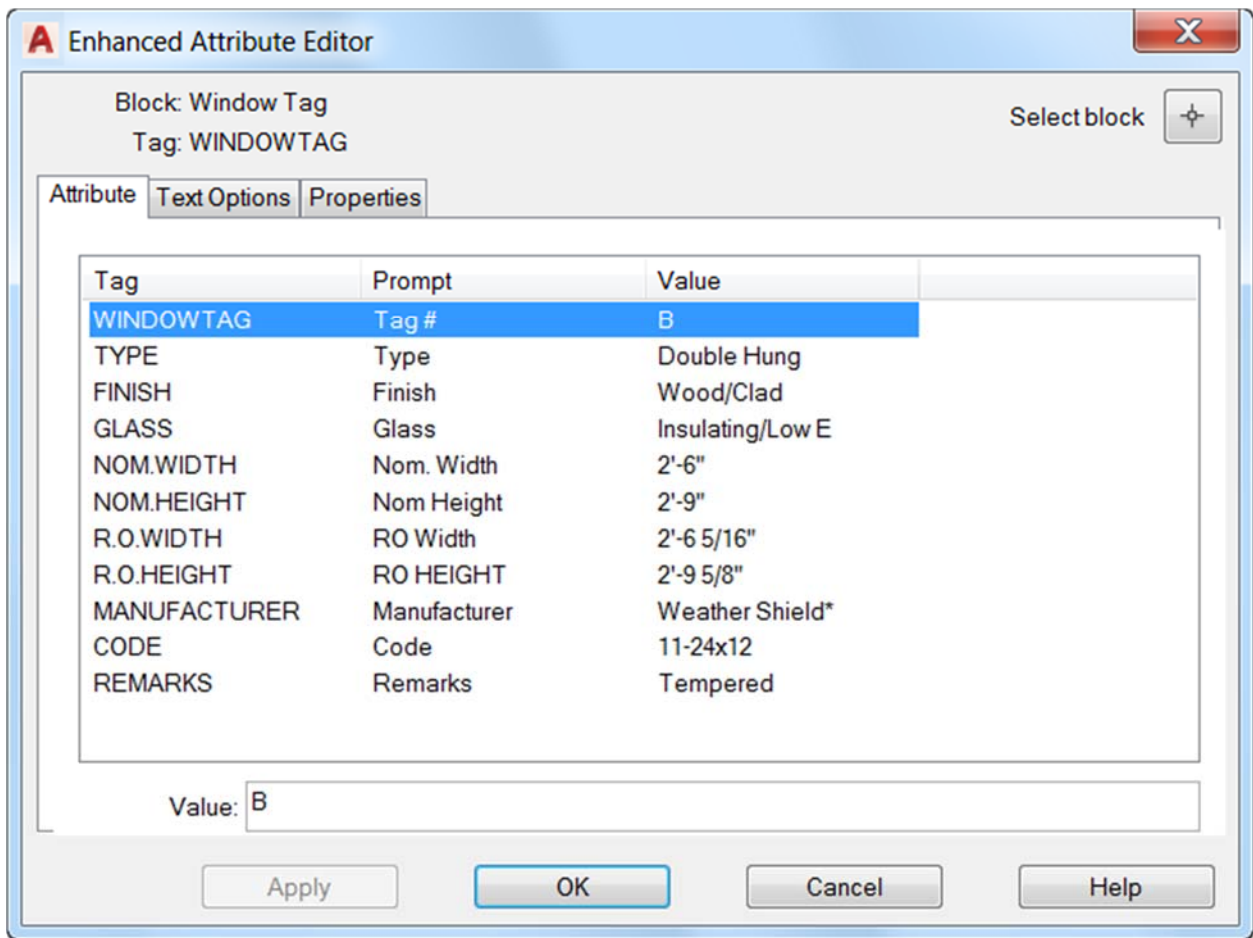 Enhanced Attribute Editor
Block: Window Tag
Select block
Tag: WINDOWTAG
Attribute Text Options Properties
Tag Prompt Value
WINDOWTAG Tag # B
TYPE Type Double Hung
FINISH Finish Wood/Clad
GLASS Glass Insulating/Low E
NOM.WIDTH Nom. Width 2'-6"
NOM.HEIGHT Nom Height 2'-9"
R.O.WIDTH RO Width 2'-6 5/16"
R.O.HEIGHT RO HEIGHT 2'-9 5/8"
MANUFACTURER Manufacturer Weather Shield*
CODE Code 11-24x12
REMARKS Remarks Tempered
Value: B
Apply OK Cancel Help